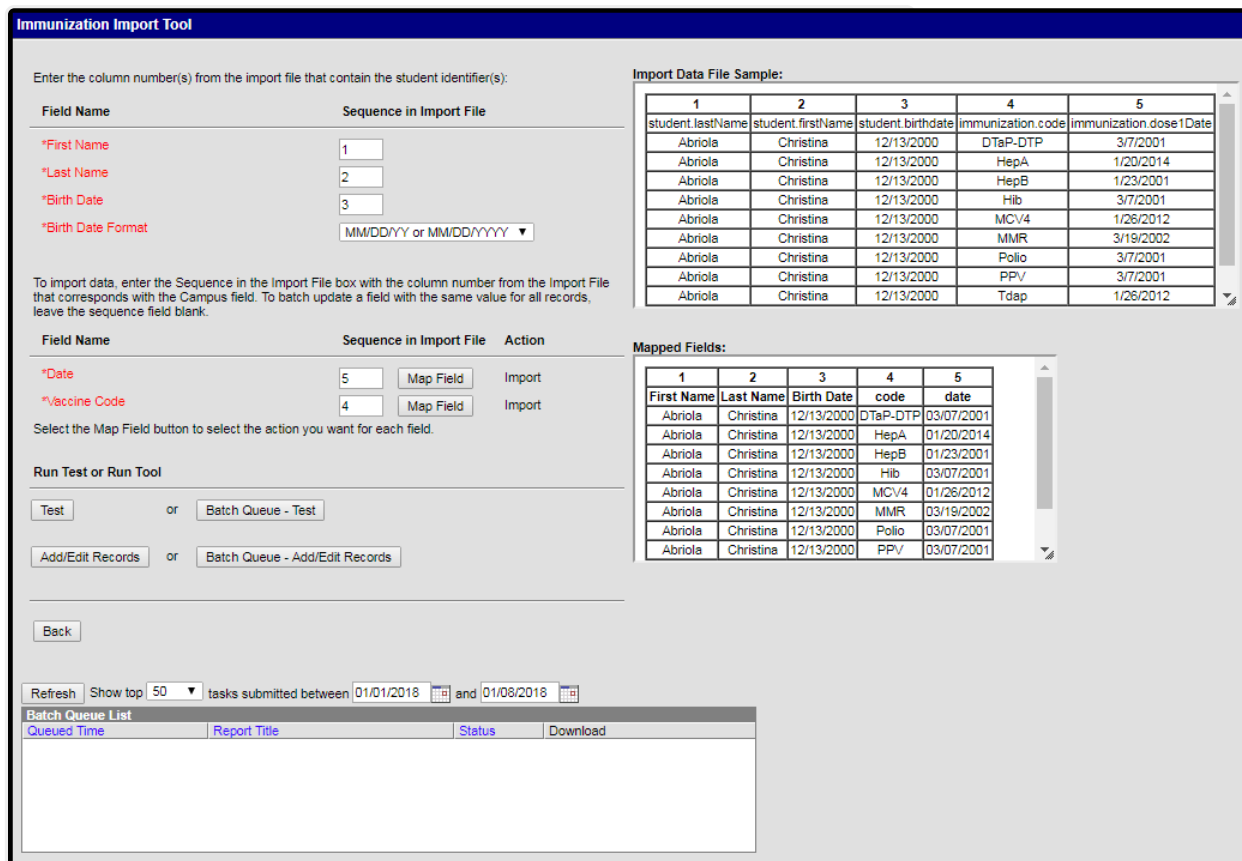 Immunization Import Tool
Enter the column number(s) from the import file that contain the student identifier(s):
Field Name Sequence in Import File
*First Name 1
*Last Name 2
*Birth Date 3
*Birth Date Format MM/DD/YY or MM/DD/YYYY
To import data, enter the Sequence in the Import File box with the column number from the Import File
that corresponds with the Campus field. To batch update a field with the same value for all records,
leave the sequence field blank.
Field Name Sequence in Import File Action
*Date 5 Map Field Import
*Vaccine Code 4 Map Field Import
Select the Map Field button to select the action you want for each field.
Run Test or Run Tool
Test or Batch Queue - Test
Add/Edit Records or Batch Queue - Add/Edit Records
Back
Import Data File Sample:
1 2 3 4 5
student.lastName student.firstName student.birthdate immunization.code immunization.dose1Date
Abriola Christina 12/13/2000 DTaP-DTP 3/7/2001
Abriola Christina 12/13/2000 HepA 1/20/2014
Abriola Christina 12/13/2000 HepB 1/23/2001
Abriola Christina 12/13/2000 Hib 3/7/2001
Abriola Christina 12/13/2000 MCV4 1/26/2012
Abriola Christina 12/13/2000 MMR 3/19/2002
Abriola Christina 12/13/2000 Polio 3/7/2001
Abriola Christina 12/13/2000 PPV 3/7/2001
Abriola Christina 12/13/2000 Tdap 1/26/2012
Mapped Fields:
1 2 3 4 5
First Name Last Name Birth Date code date
Abriola Christina 12/13/2000 DTaP-DTP 03/07/2001
Abriola Christina 12/13/2000 HepA 01/20/2014
Abriola Christina 12/13/2000 HepB 01/23/2001
Abriola Christina 12/13/2000 Hib 03/07/2001
Abriola Christina 12/13/2000 MCV4 01/26/2012
Abriola Christina 12/13/2000 MMR 03/19/2002
Abriola Christina 12/13/2000 Polio 03/07/2001
Abriola Christina 12/13/2000 PPV 03/07/2001
Refresh Show top 50 tasks submitted between 01/01/2018 and 01/08/2018
Batch Queue List
Queued Time Report Title Status Download